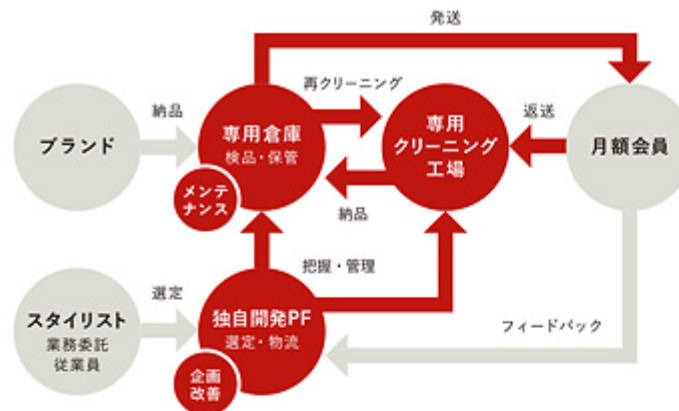 発送
再クリーニング
納品
返送
ブランド
専用倉庫
検品・保管
専用
クリーニング
工場
月額会員
メンテ
ナンス
納品
把握・管理
選定
スタイリスト
業務委託
従業員
独自開発PF
選定・物流
フィードバック
企画
改善